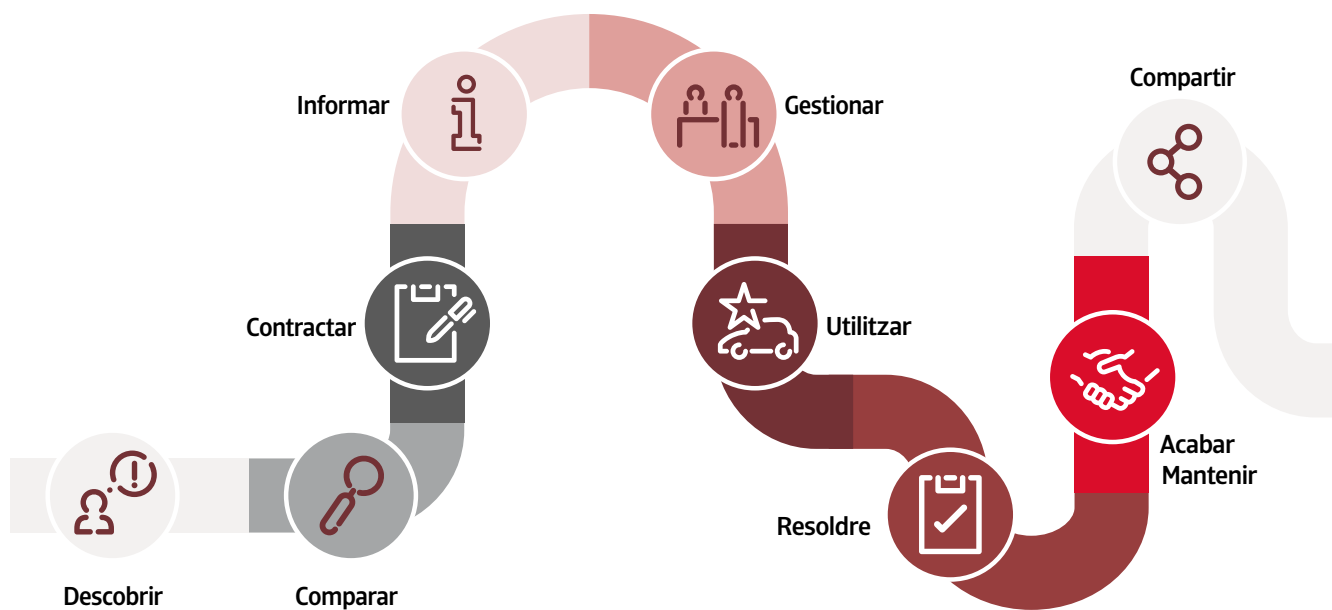 Descobrir
Comparar
Contractar
Informar
Gestionar
Utilitzar
Resoldre
Acabar
Mantenir
Compartir